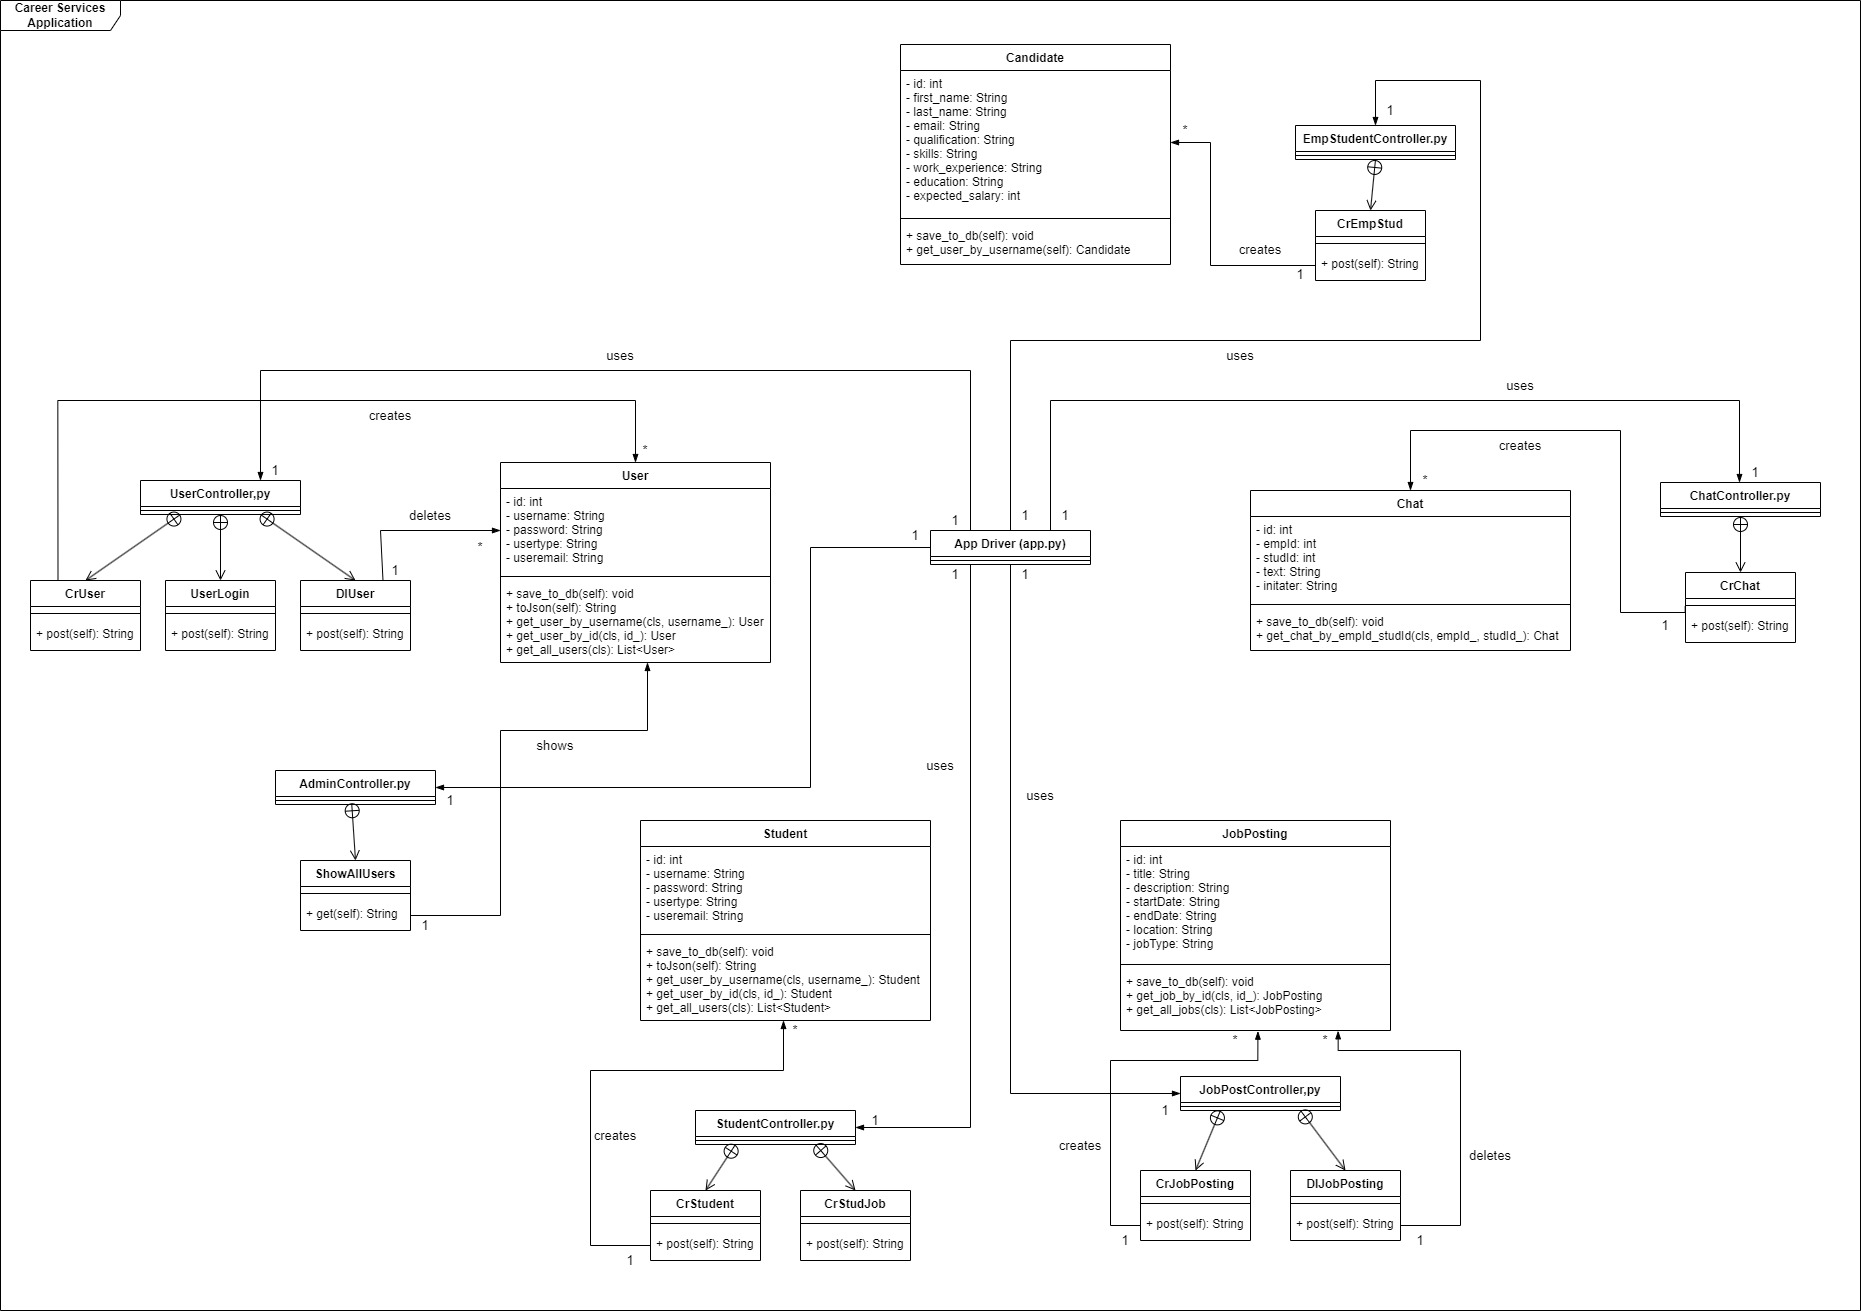 Career Services
Application
Candidate
- id: int
- first_name: String
- last_name: String
- email: String
- qualification: String
- skills: String
- work_experience: String
- education: String
- expected_salary: int
+ save_to_db(self): void
+ get_user_by_username(self): Candidate
*
creates
1
1
EmpStudentController.py
CrEmpStud
+ post(self): String
uses
uses
uses
creates
*
1
UserController,py
CrUser
+ post(self): String
UserLogin
+ post(self): String
DlUser
+ post(self): String
1
deletes
*
User
- id: int
- username: String
- password: String
- usertype: String
- useremail: String
+ save_to_db(self): void
+ toJson(self): String
+ get_user_by_username(cls, username_): User
+ get_user_by_id(cls, id_): User
+ get_all_users(cls): List<User>
1
1
1
1
App Driver (app.py)
1
1
creates
*
Chat
- id: int
- empId: int
- studId: int
- text: String
- initater: String
+ save_to_db(self): void
+ get_chat_by_empId_studId(cls, empId_, studId_): Chat
1
ChatController.py
CrChat
+ post(self): String
1
shows
AdminController.py
1
ShowAllUsers
+ get(self): String
1
uses
uses
Student
- id: int
- username: String
- password: String
- usertype: String
- useremail: String
+ save_to_db(self): void
+ toJson(self): String
+ get_user_by_username(cls, username_): Student
+ get_user_by_id(cls, id_): Student
+ get_all_users(cls): List<Student>
*
creates
StudentController.py
1
CrStudent
+ post(self): String
1
CrStudJob
+ post(self): String
JobPosting
- id: int
- title: String
- description: String
- startDate: String
- endDate: String
- location: String
- jobType: String
+ save_to_db(self): void
+ get_job_by_id(cls, id_): JobPosting
+ get_all_jobs(cls): List<JobPosting>
*
*
JobPostController,py
1
creates
deletes
CrJobPosting
+ post(self): String
1
DlJobPosting
+ post(self): String
1